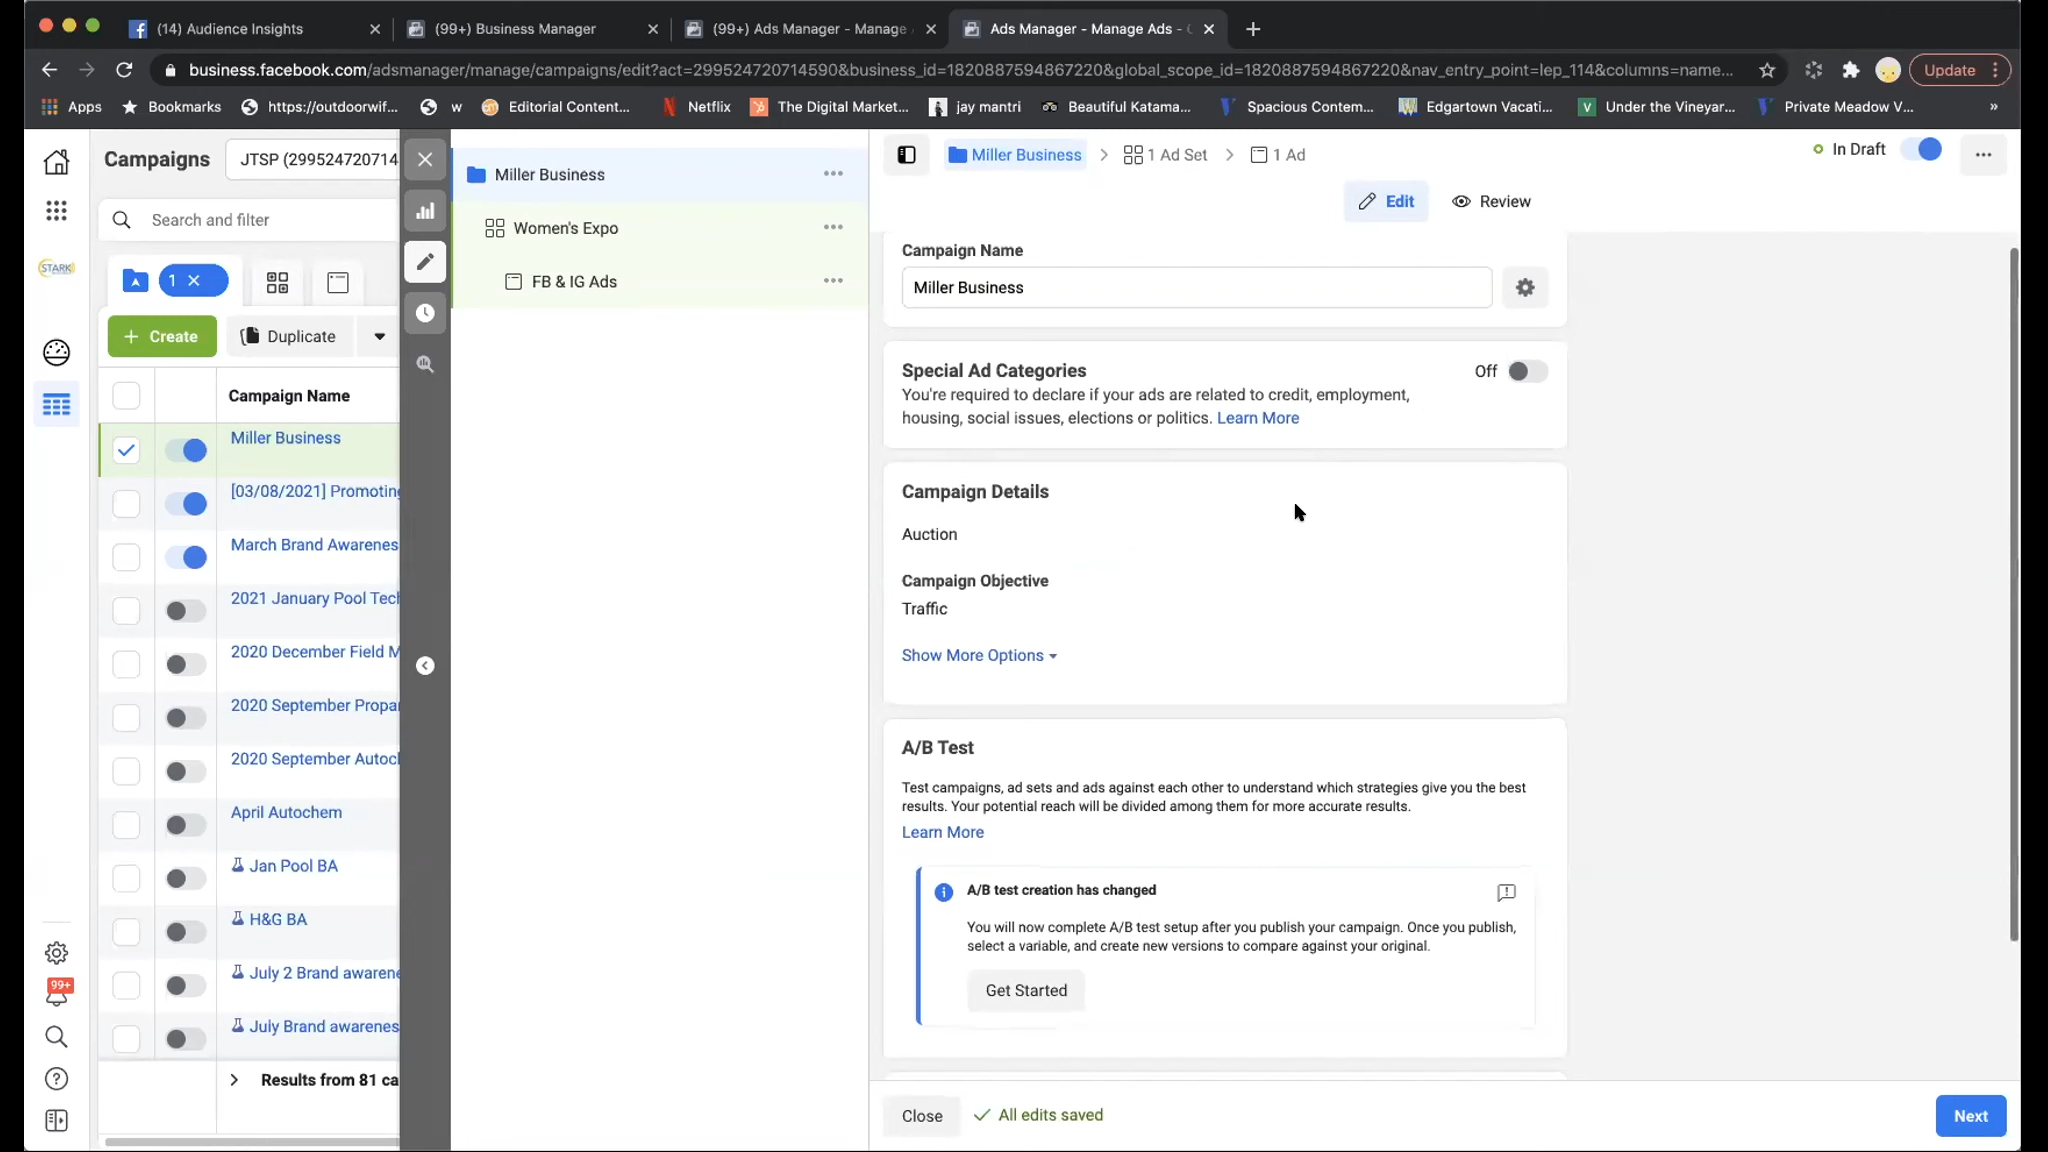 (14) Audience Insights
(99+) Business Manager
(99+) Ads Manager - Manage
Ads Manager - Manage Ads -
business.facebook.com/adsmanager/manage/campaigns/edit?act=299524720714590&business_id=1820887594867220&global_scope_id=1820887594867220&nav_entry_point=lep_114&columns=name...
Update
Apps
Bookmarks
https://outdoorwif...
w
Editorial Content...
Netflix
The Digital Market...
jay mantri
Beautiful Katama...
Spacious Contem...
Edgartown Vacati...
Under the Vineyar...
Private Meadow V...
»
Campaigns
JTSP (299524720714
Search and filter
STARK
1
Create
Duplicate
Campaign Name
Miller Business
[03/08/2021] Promoting
March Brand Awarenes
2021 January Pool Tech
2020 December Field M
2020 September Propa
2020 September Autoc
April Autochem
Jan Pool BA
H&G BA
July 2 Brand awarene
July Brand awarenes
99+
Results from 81 ca
Miller Business
Women's Expo
FB & IG Ads
Miller Business
1 Ad Set
1 Ad
In Draft
Edit
Review
Campaign Name
Miller Business
Special Ad Categories
Off
You're required to declare if your ads are related to credit, employment,
housing, social issues, elections or politics. Learn More
Campaign Details
Auction
Campaign Objective
Traffic
Show More Options
A/B Test
Test campaigns, ad sets and ads against each other to understand which strategies give you the best
results. Your potential reach will be divided among them for more accurate results.
Learn More
A/B test creation has changed
You will now complete A/B test setup after you publish your campaign. Once you publish,
select a variable, and create new versions to compare against your original.
Get Started
Close
All edits saved
Next